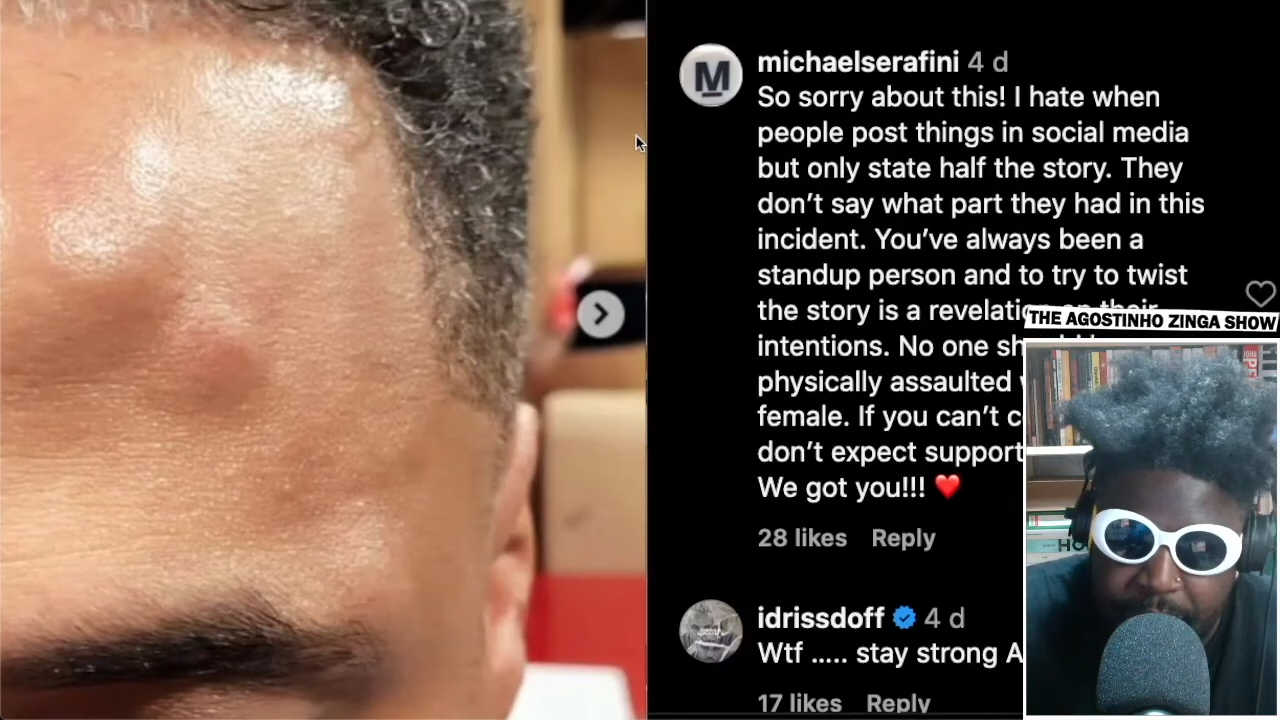 michaelserafini 4 d
So sorry about this! I hate when
people post things in social media
but only state half the story. They
don't say what part they had in this
incident. You've always been a
standup person and to try to twist
the story is a revelation on their
intentions. No one
physically assaulted
female. If you can't
don't expect support
We got you!!! ❤️
28 likes Reply
idrissdoff 4 d
Wtf ..... stay strong
17 likes Reply
THE AGOSTINHO ZINGA SHOW
M